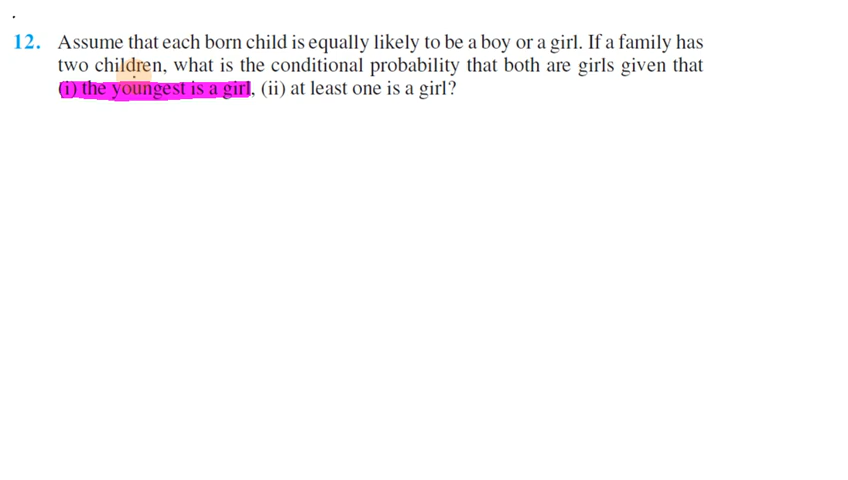 12. Assume that each born child is equally likely to be a boy or a girl. If a family has
two children, what is the conditional probability that both are girls given that
(i) the youngest is a girl, (ii) at least one is a girl?